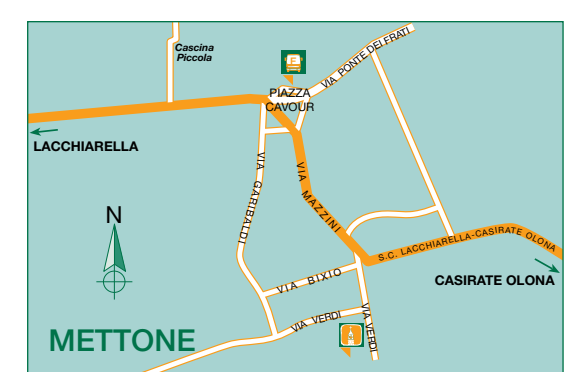 Cascina
Piccola
F
PIAZZA
CAVOUR
VIA PONTE DEI FRATI
LACCHIARELLA
VIA GARIBALDI
VIA MAZZINI
N
S.C. LACCHIARELLA-CASIRATE OLONA
CASIRATE OLONA
VIA BIXIO
VIA VERDI
VIA VERDI
METTONE